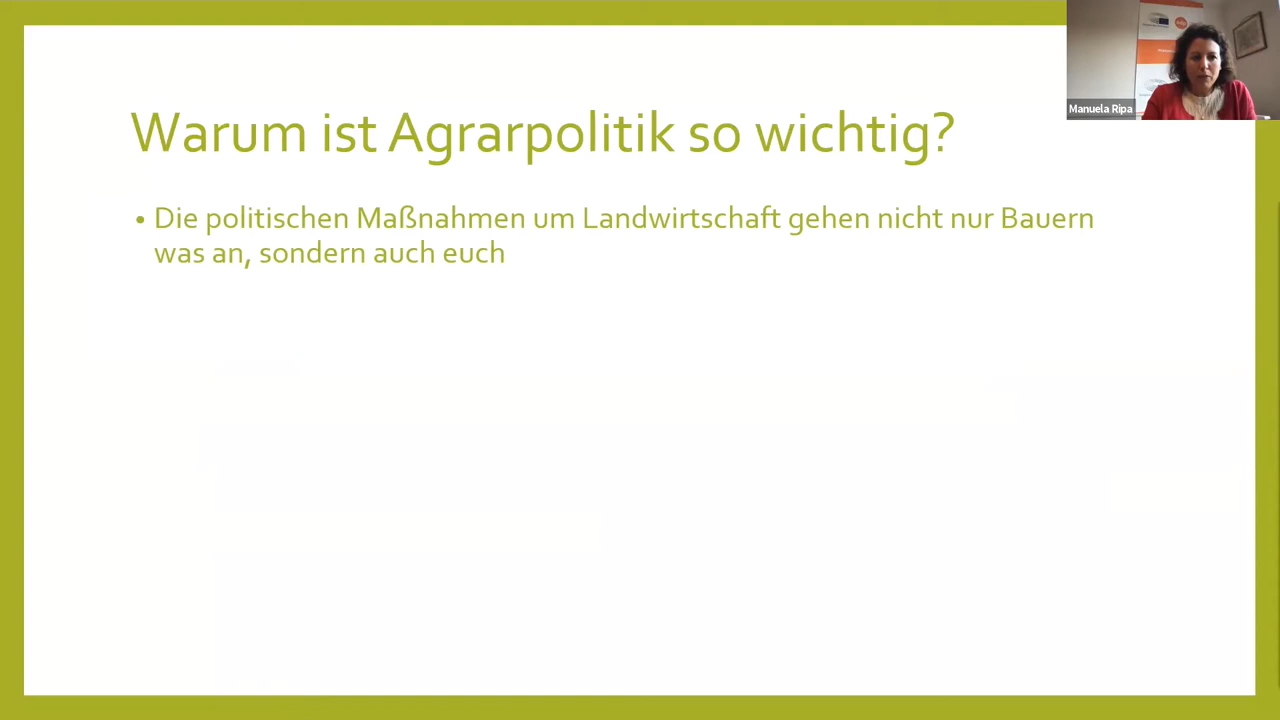 Warum ist Agrarpolitik so wichtig?
• Die politischen Maßnahmen um Landwirtschaft gehen nicht nur Bauern
was an, sondern auch euch
Manuela Ripa